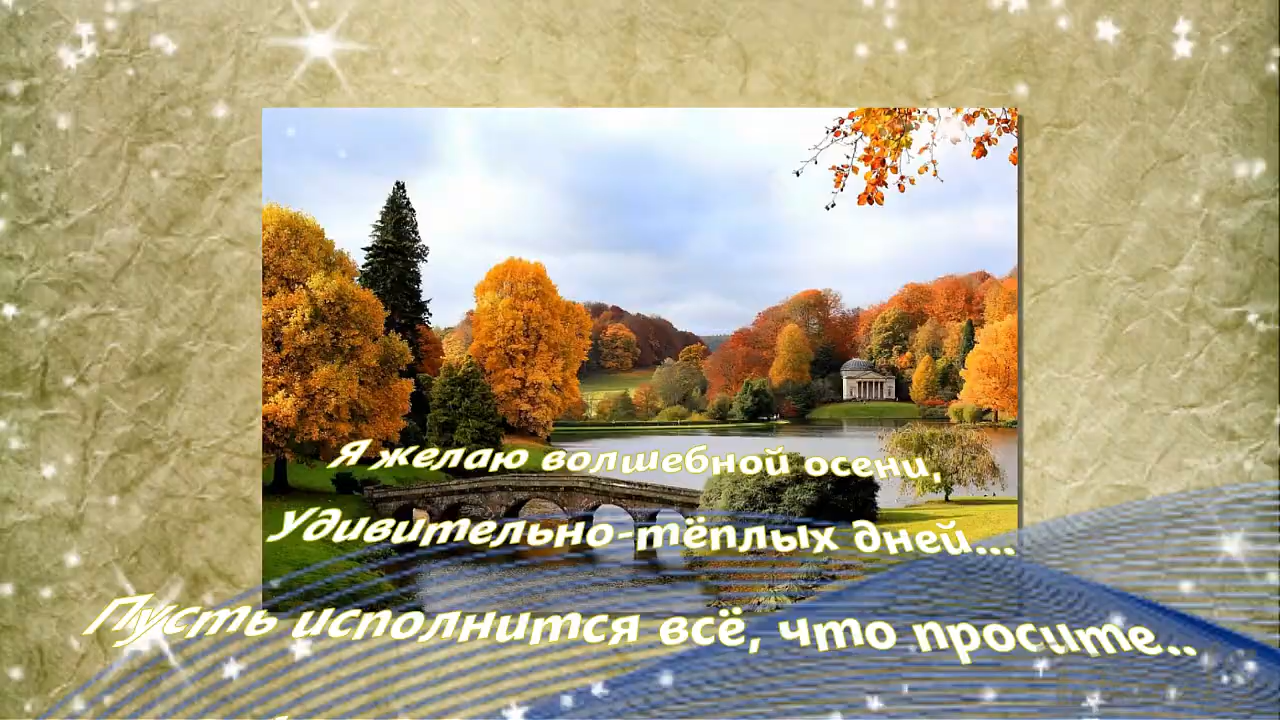 Я желаю волшебной осени,
Удивительно-тёплых дней...
Пусть исполнится всё, что просите...